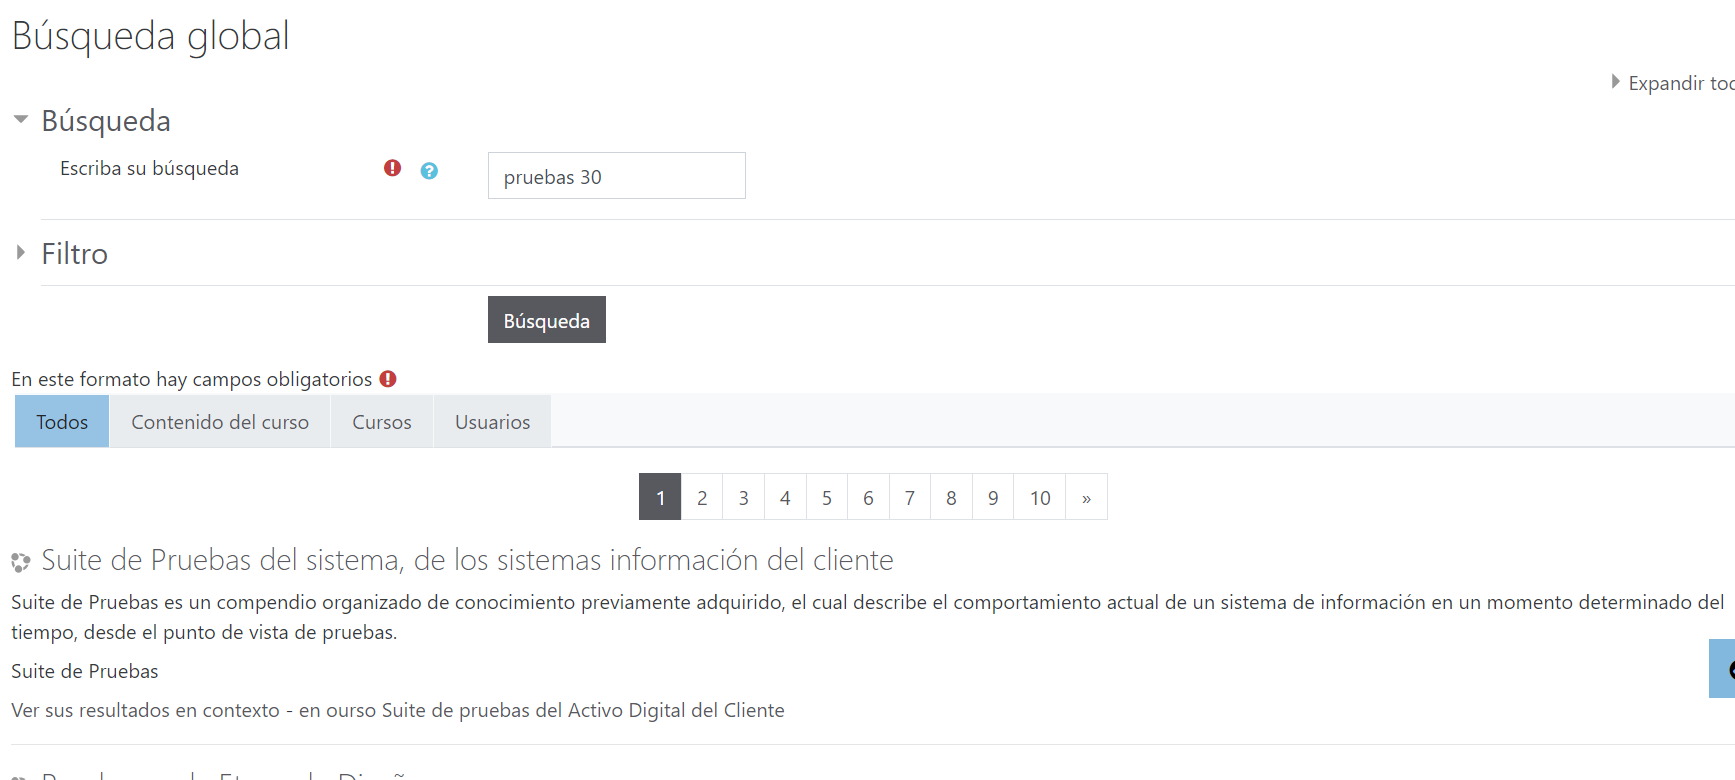 Búsqueda global
Expandir
Búsqueda
Escriba su búsqueda
pruebas 30
Filtro
Búsqueda
En este formato hay campos obligatorios
Todos Contenido del curso Cursos Usuarios
1 2 3 4 5 6 7 8 9 10 »
Suite de Pruebas del sistema, de los sistemas información del cliente
Suite de Pruebas es un compendio organizado de conocimiento previamente adquirido, el cual describe el comportamiento actual de un sistema de información en un momento determinado del
tiempo, desde el punto de vista de pruebas.
Suite de Pruebas
Ver sus resultados en contexto - en ourso Suite de pruebas del Activo Digital del Cliente